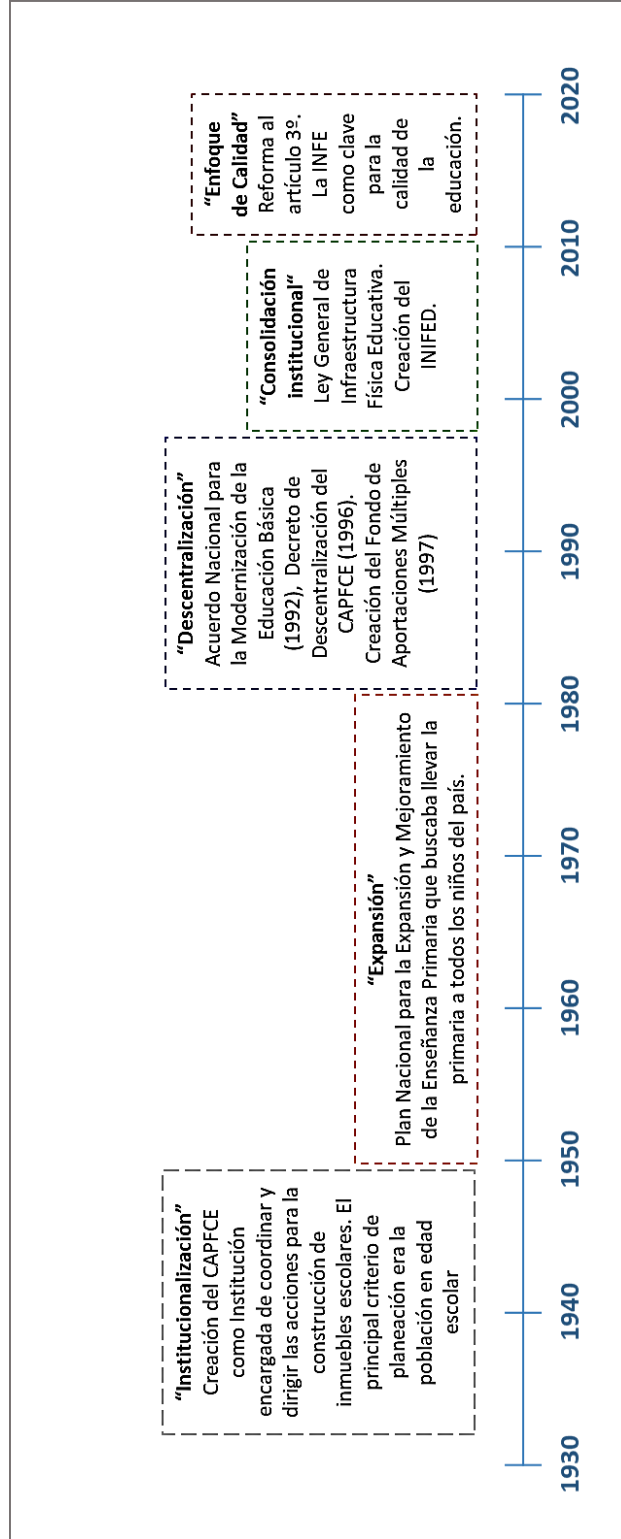 “Institucionalización”
Creación del CAPFCE
como Institución
encargada de coordinar y
dirigir las acciones para la
construcción de
inmuebles escolares. El
principal criterio de
planeación era la
población en edad
escolar
“Expansión”
Plan Nacional para la Expansión y Mejoramiento
de la Enseñanza Primaria que buscaba llevar la
primaria a todos los niños del país.
“Descentralización”
Acuerdo Nacional para
la Modernización de la
Educación Básica
(1992), Decreto de
Descentralización del
CAPFCE (1996).
Creación del Fondo de
Aportaciones Múltiples
(1997)
“Consolidación
institucional“
Ley General de
Infraestructura
Física Educativa.
Creación del
INIFED.
“Enfoque
de Calidad”
Reforma al
artículo 3º.
La INFE
como clave
para la
calidad de
la
educación.
1930
1940
1950
1960
1970
1980
1990
2000
2010
2020